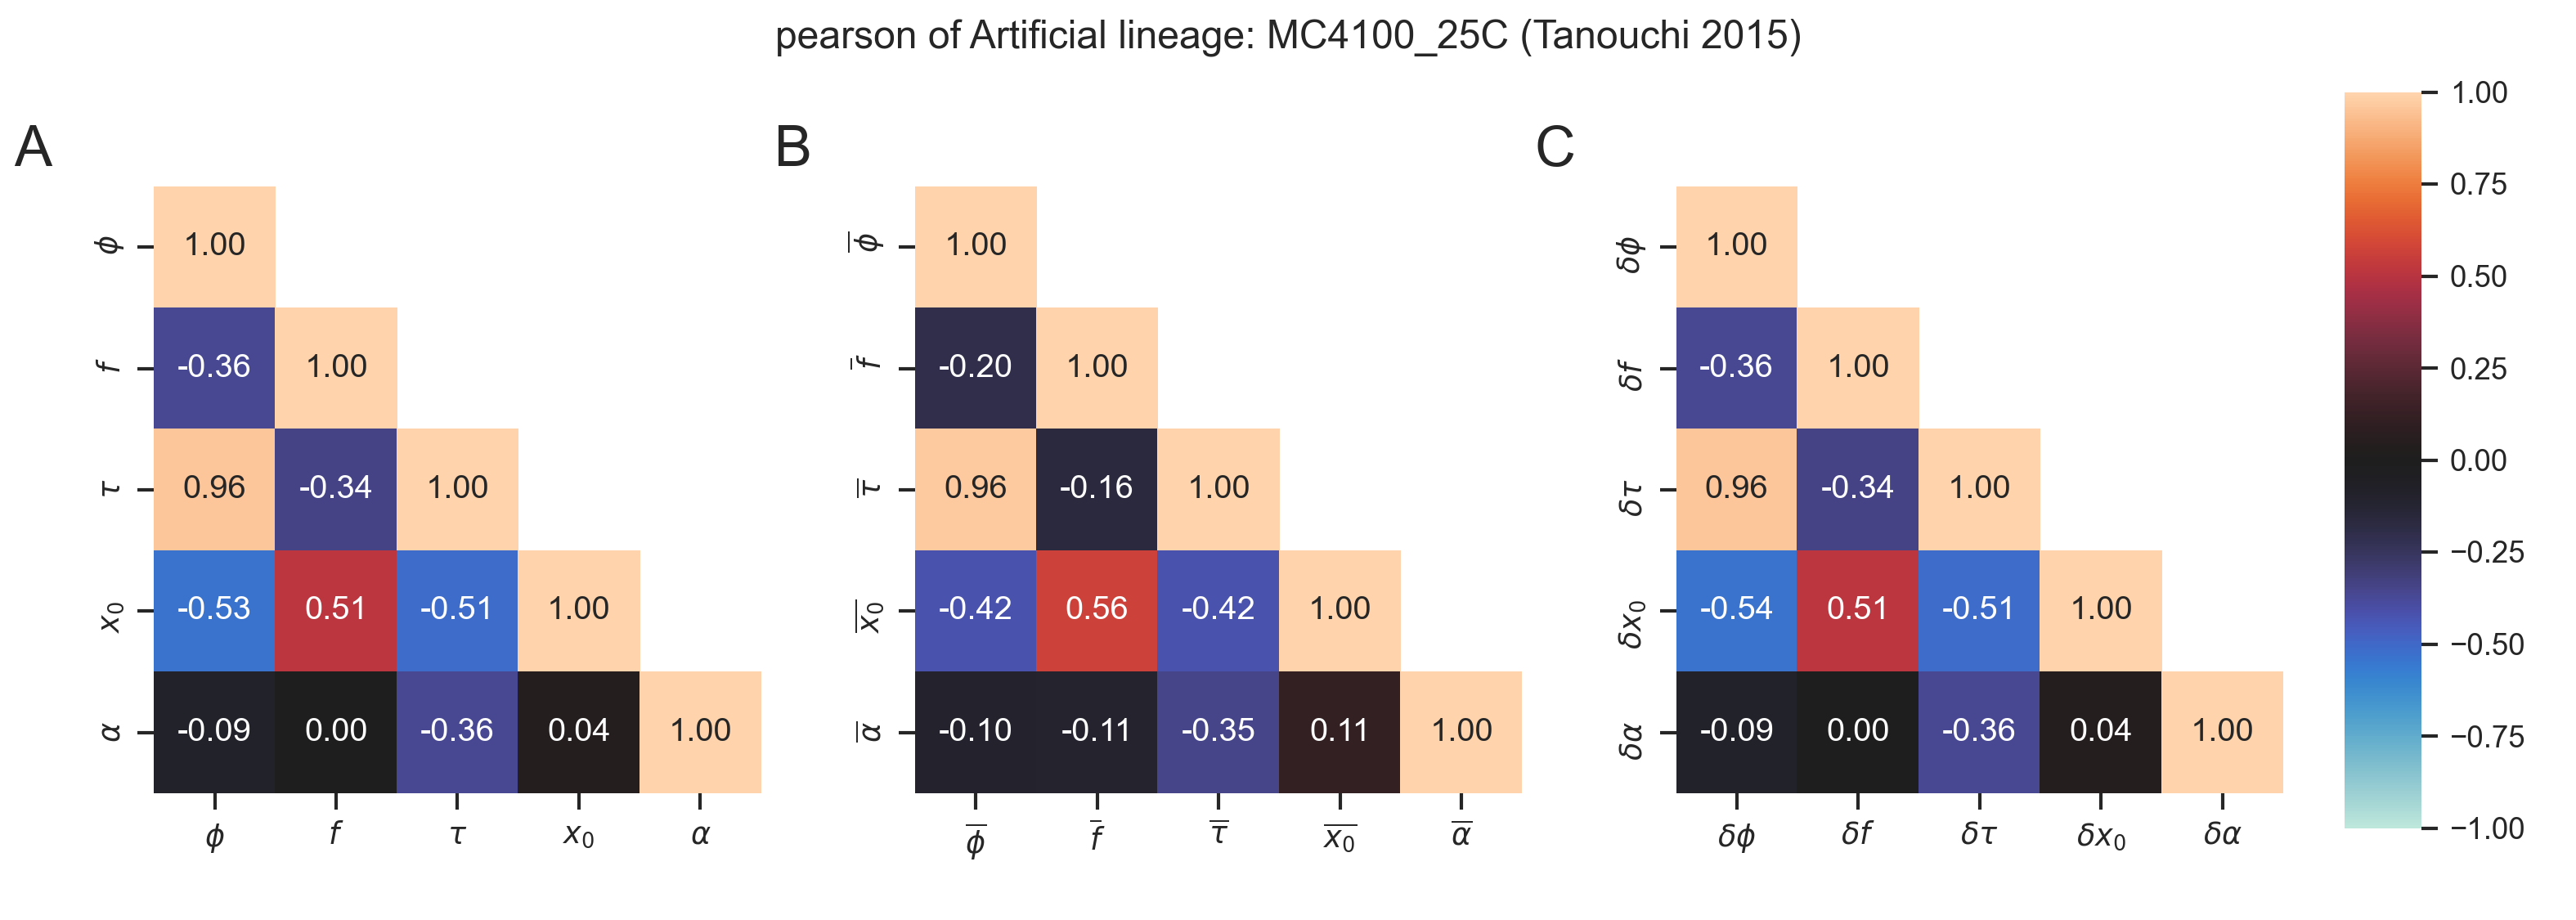 pearson of Artificial lineage: MC4100_25C (Tanouchi 2015)
A
ϕ 1.00
f -0.36 1.00
τ 0.96 -0.34 1.00
x₀ -0.53 0.51 -0.51 1.00
α -0.09 0.00 -0.36 0.04 1.00
ϕ f τ x₀ α
B
ϕ̅ 1.00
f̅ -0.20 1.00
τ̅ 0.96 -0.16 1.00
x̅₀̅ -0.42 0.56 -0.42 1.00
α̅ -0.10 -0.11 -0.35 0.11 1.00
ϕ̅ f̅ τ̅ x̅₀̅ α̅
C
δϕ 1.00
δf -0.36 1.00
δτ 0.96 -0.34 1.00
δx₀ -0.54 0.51 -0.51 1.00
δα -0.09 0.00 -0.36 0.04 1.00
δϕ δf δτ δx₀ δα
1.00
0.75
0.50
0.25
0.00
−0.25
−0.50
−0.75
−1.00